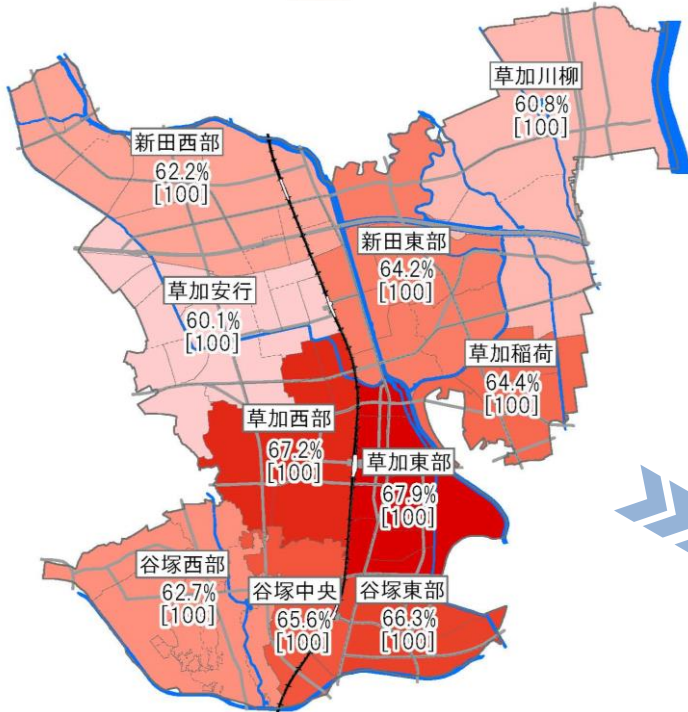 草加川柳
60.8%
[100]
新田西部
62.2%
[100]
新田東部
64.2%
[100]
草加安行
60.1%
[100]
草加稲荷
64.4%
[100]
草加西部
67.2%
[100]
草加東部
67.9%
[100]
谷塚西部
62.7%
[100]
谷塚中央
65.6%
[100]
谷塚東部
66.3%
[100]